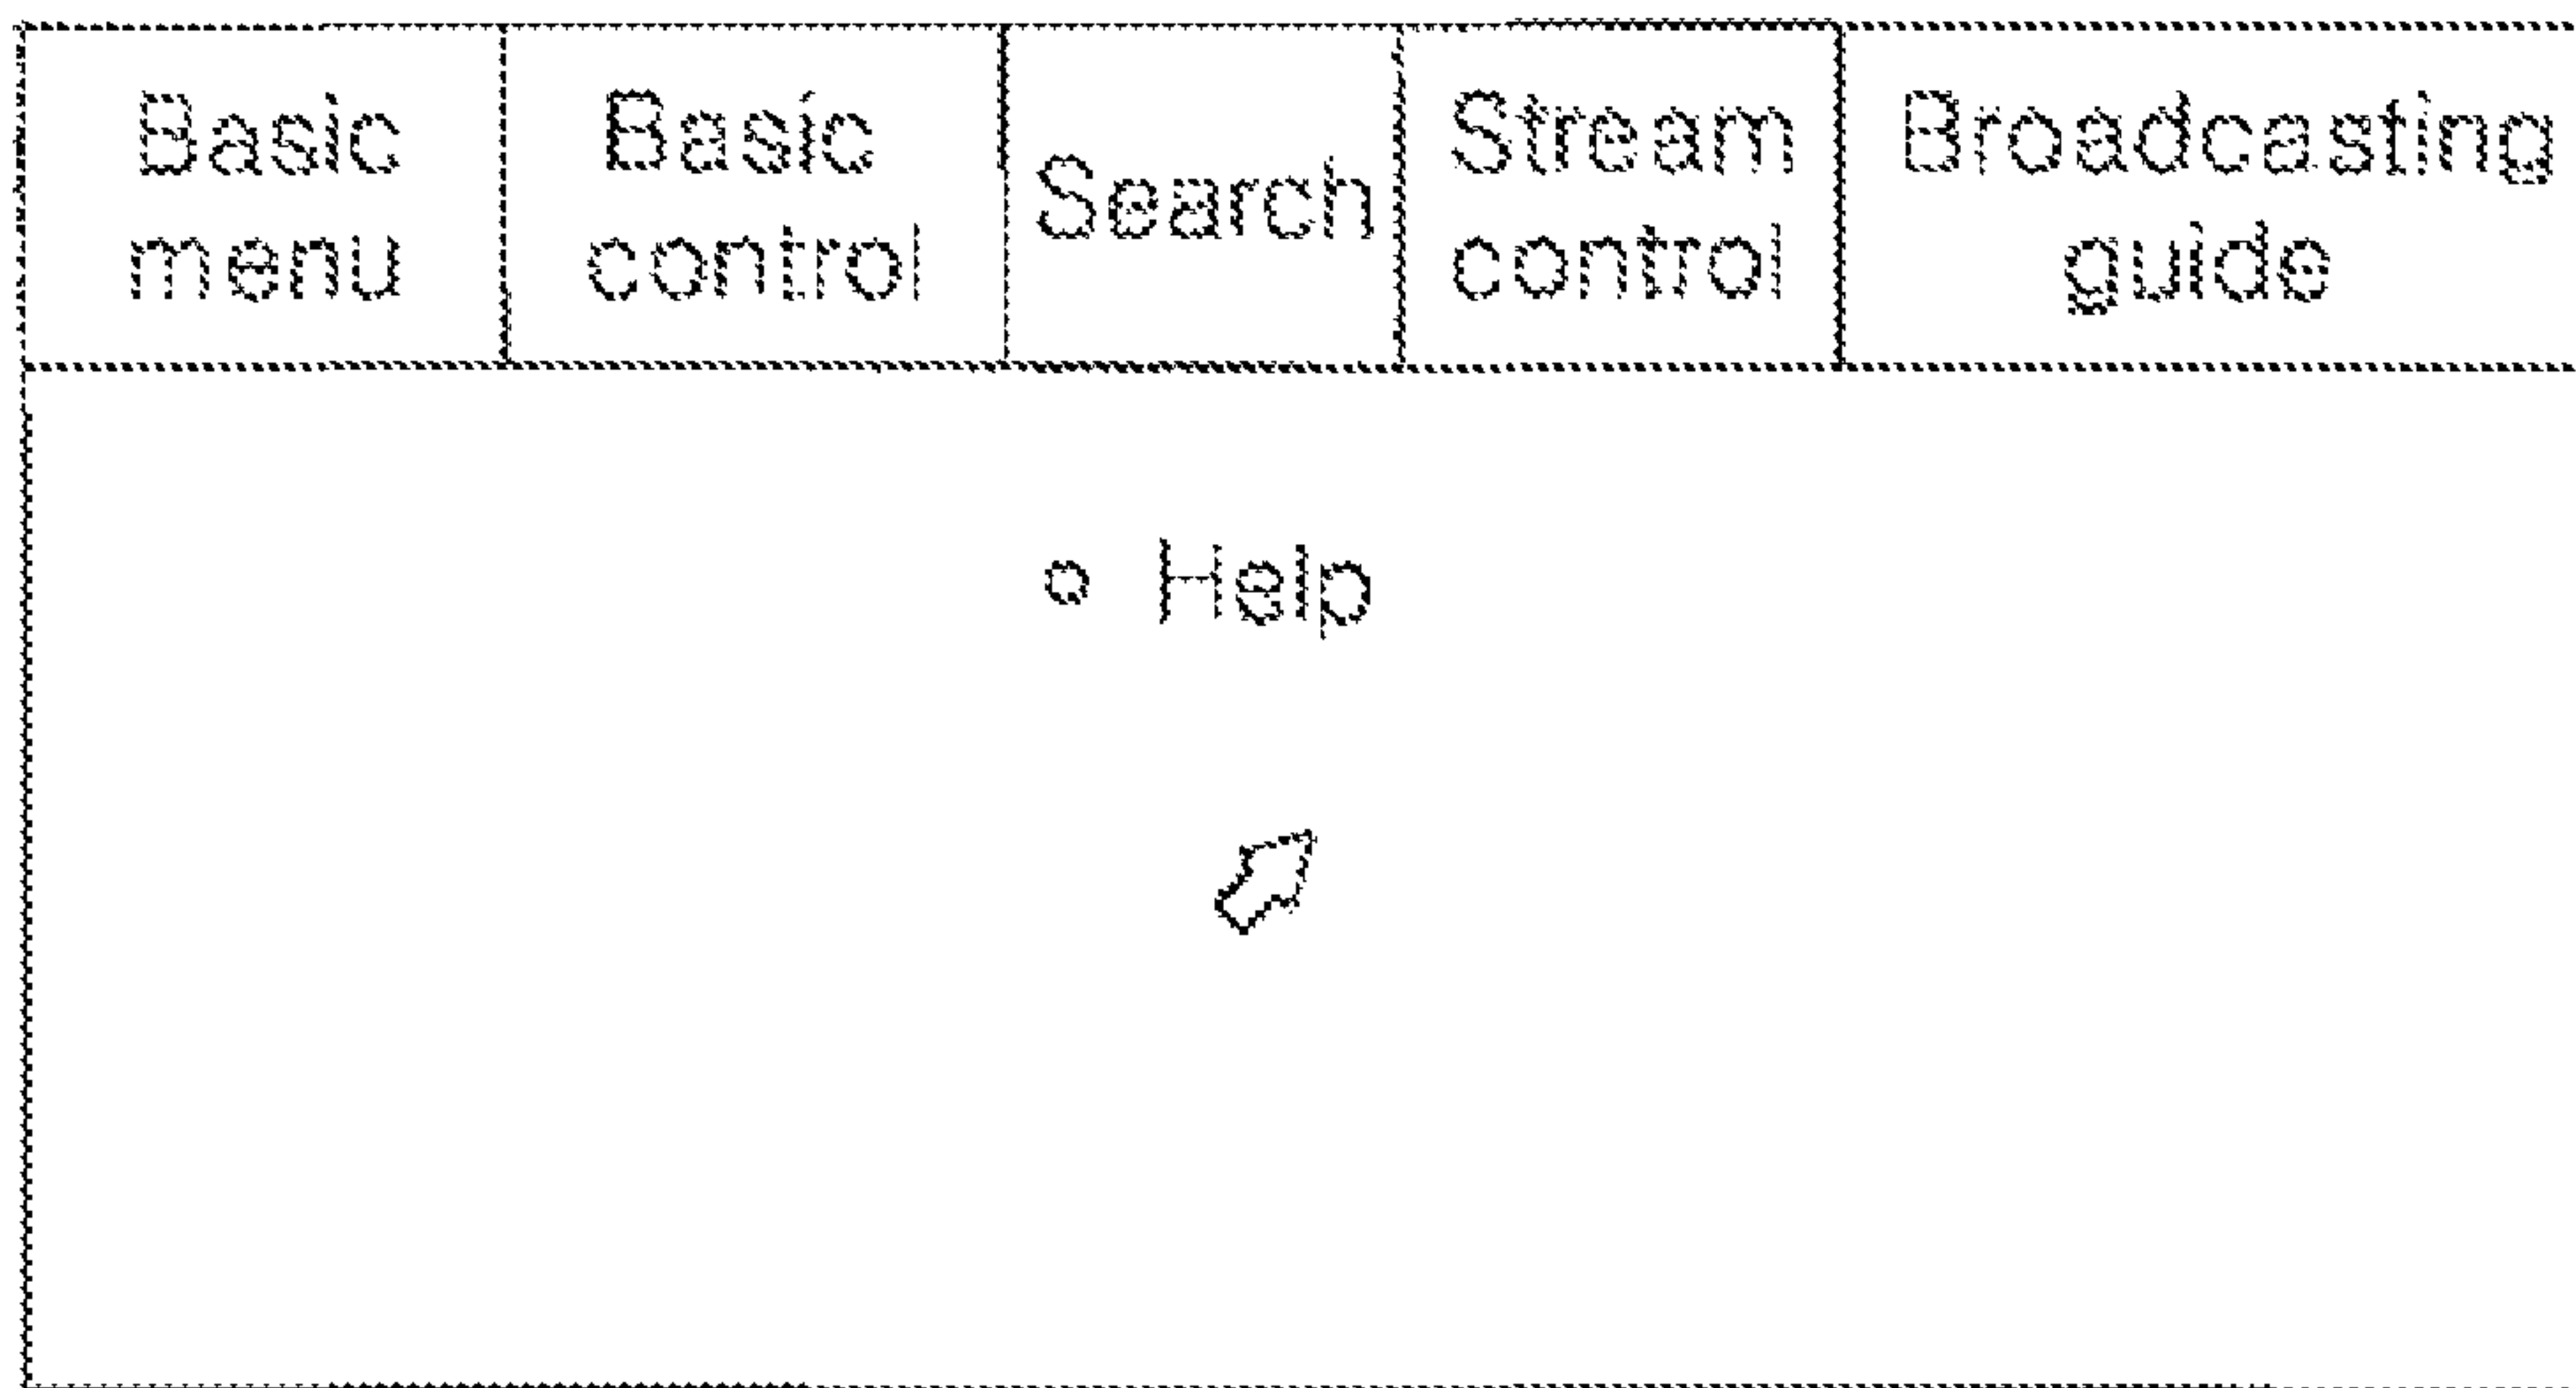 Basic
menu
Basic
control
Search
Stream
control
Broadcasting
guide
Help